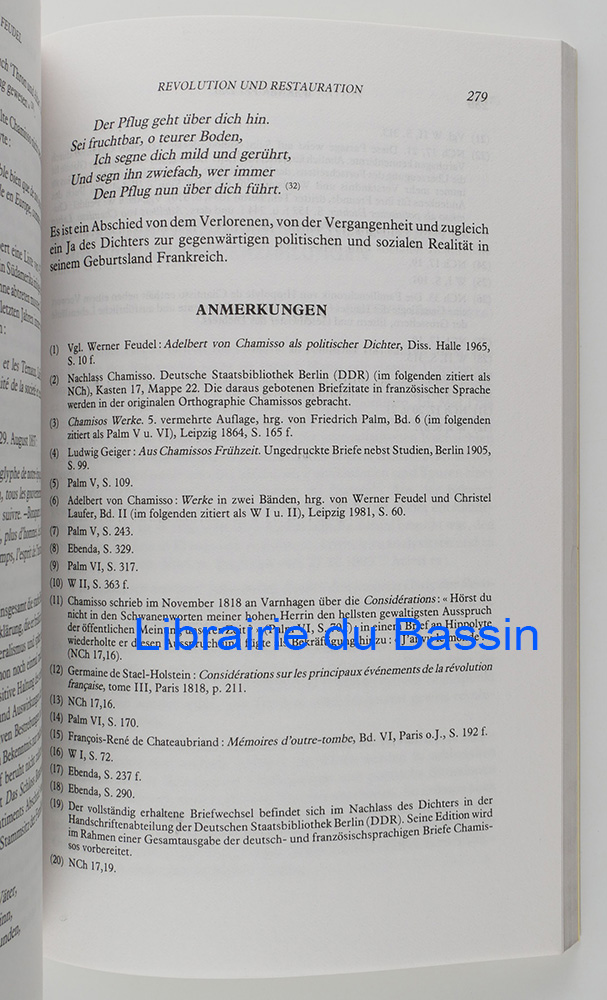 FEUDEL
REVOLUTION UND RESTAURATION
279
Der Pflug geht über dich hin.
Sei fruchtbar, o teurer Boden,
Ich segne dich mild und gerührt,
Und segn ihn zwiefach, wer immer
Den Pflug nun über dich führt. (32)
Es ist ein Abschied von dem Verlorenen, von der Vergangenheit und zugleich
ein Ja des Dichters zur gegenwärtigen politischen und sozialen Realität in
seinem Geburtsland Frankreich.
ANMERKUNGEN
(1) Vgl. Werner Feudel : Adelbert von Chamisso als politischer Dichter, Diss. Halle 1965,
S. 10 f.
(2) Nachlass Chamisso. Deutsche Staatsbibliothek Berlin (DDR) (im folgenden zitiert als
NCh), Kasten 17, Mappe 22. Die daraus gebotenen Briefzitate in französischer Sprache
werden in der originalen Orthographie Chamissos gebracht.
(3) Chamisos Werke. 5. vermehrte Auflage, hrg. von Friedrich Palm, Bd. 6 (im folgenden
zitiert als Palm V u. VI), Leipzig 1864, S. 165 f.
(4) Ludwig Geiger : Aus Chamissos Frühzeit. Ungedruckte Briefe nebst Studien, Berlin 1905,
S. 99.
(5) Palm V, S. 109.
(6) Adelbert von Chamisso : Werke in zwei Bänden, hrg. von Werner Feudel und Christel
Laufer, Bd. II (im folgenden zitiert als W I u. II), Leipzig 1981, S. 60.
(7) Palm V, S. 243.
(8) Ebenda, S. 329.
(9) Palm VI, S. 317.
(10) W II, S. 363 f.
(11) Chamisso schrieb im November 1818 an Varnhagen über die Considérations : « Hörst du
nicht in den Schwanenworten meiner hohen Herrin den hellsten gewaltigsten Ausspruch
der öffentlichen
wiederholte er diesen Ausspruch und
(NCh 17,16).
Librairie du Bassin
(12) Germaine de Stael-Holstein : Considérations sur les principaux événements de la révolution
française, tome III, Paris 1818, p. 211.
(13) NCh 17,16.
(14) Palm VI, S. 170.
(15) François-René de Chateaubriand : Mémoires d'outre-tombe, Bd. VI, Paris o.J., S. 192 f.
(16) W I, S. 72.
(17) Ebenda, S. 237 f.
(18) Ebenda, S. 290.
(19) Der vollständig erhaltene Briefwechsel befindet sich im Nachlass des Dichters in der
Handschriftenabteilung der Deutschen Staatsbibliothek Berlin (DDR). Seine Edition wird
im Rahmen einer Gesamtausgabe der deutsch- und französischsprachigen Briefe Chamis-
sos vorbereitet.
(20) NCh 17,19.